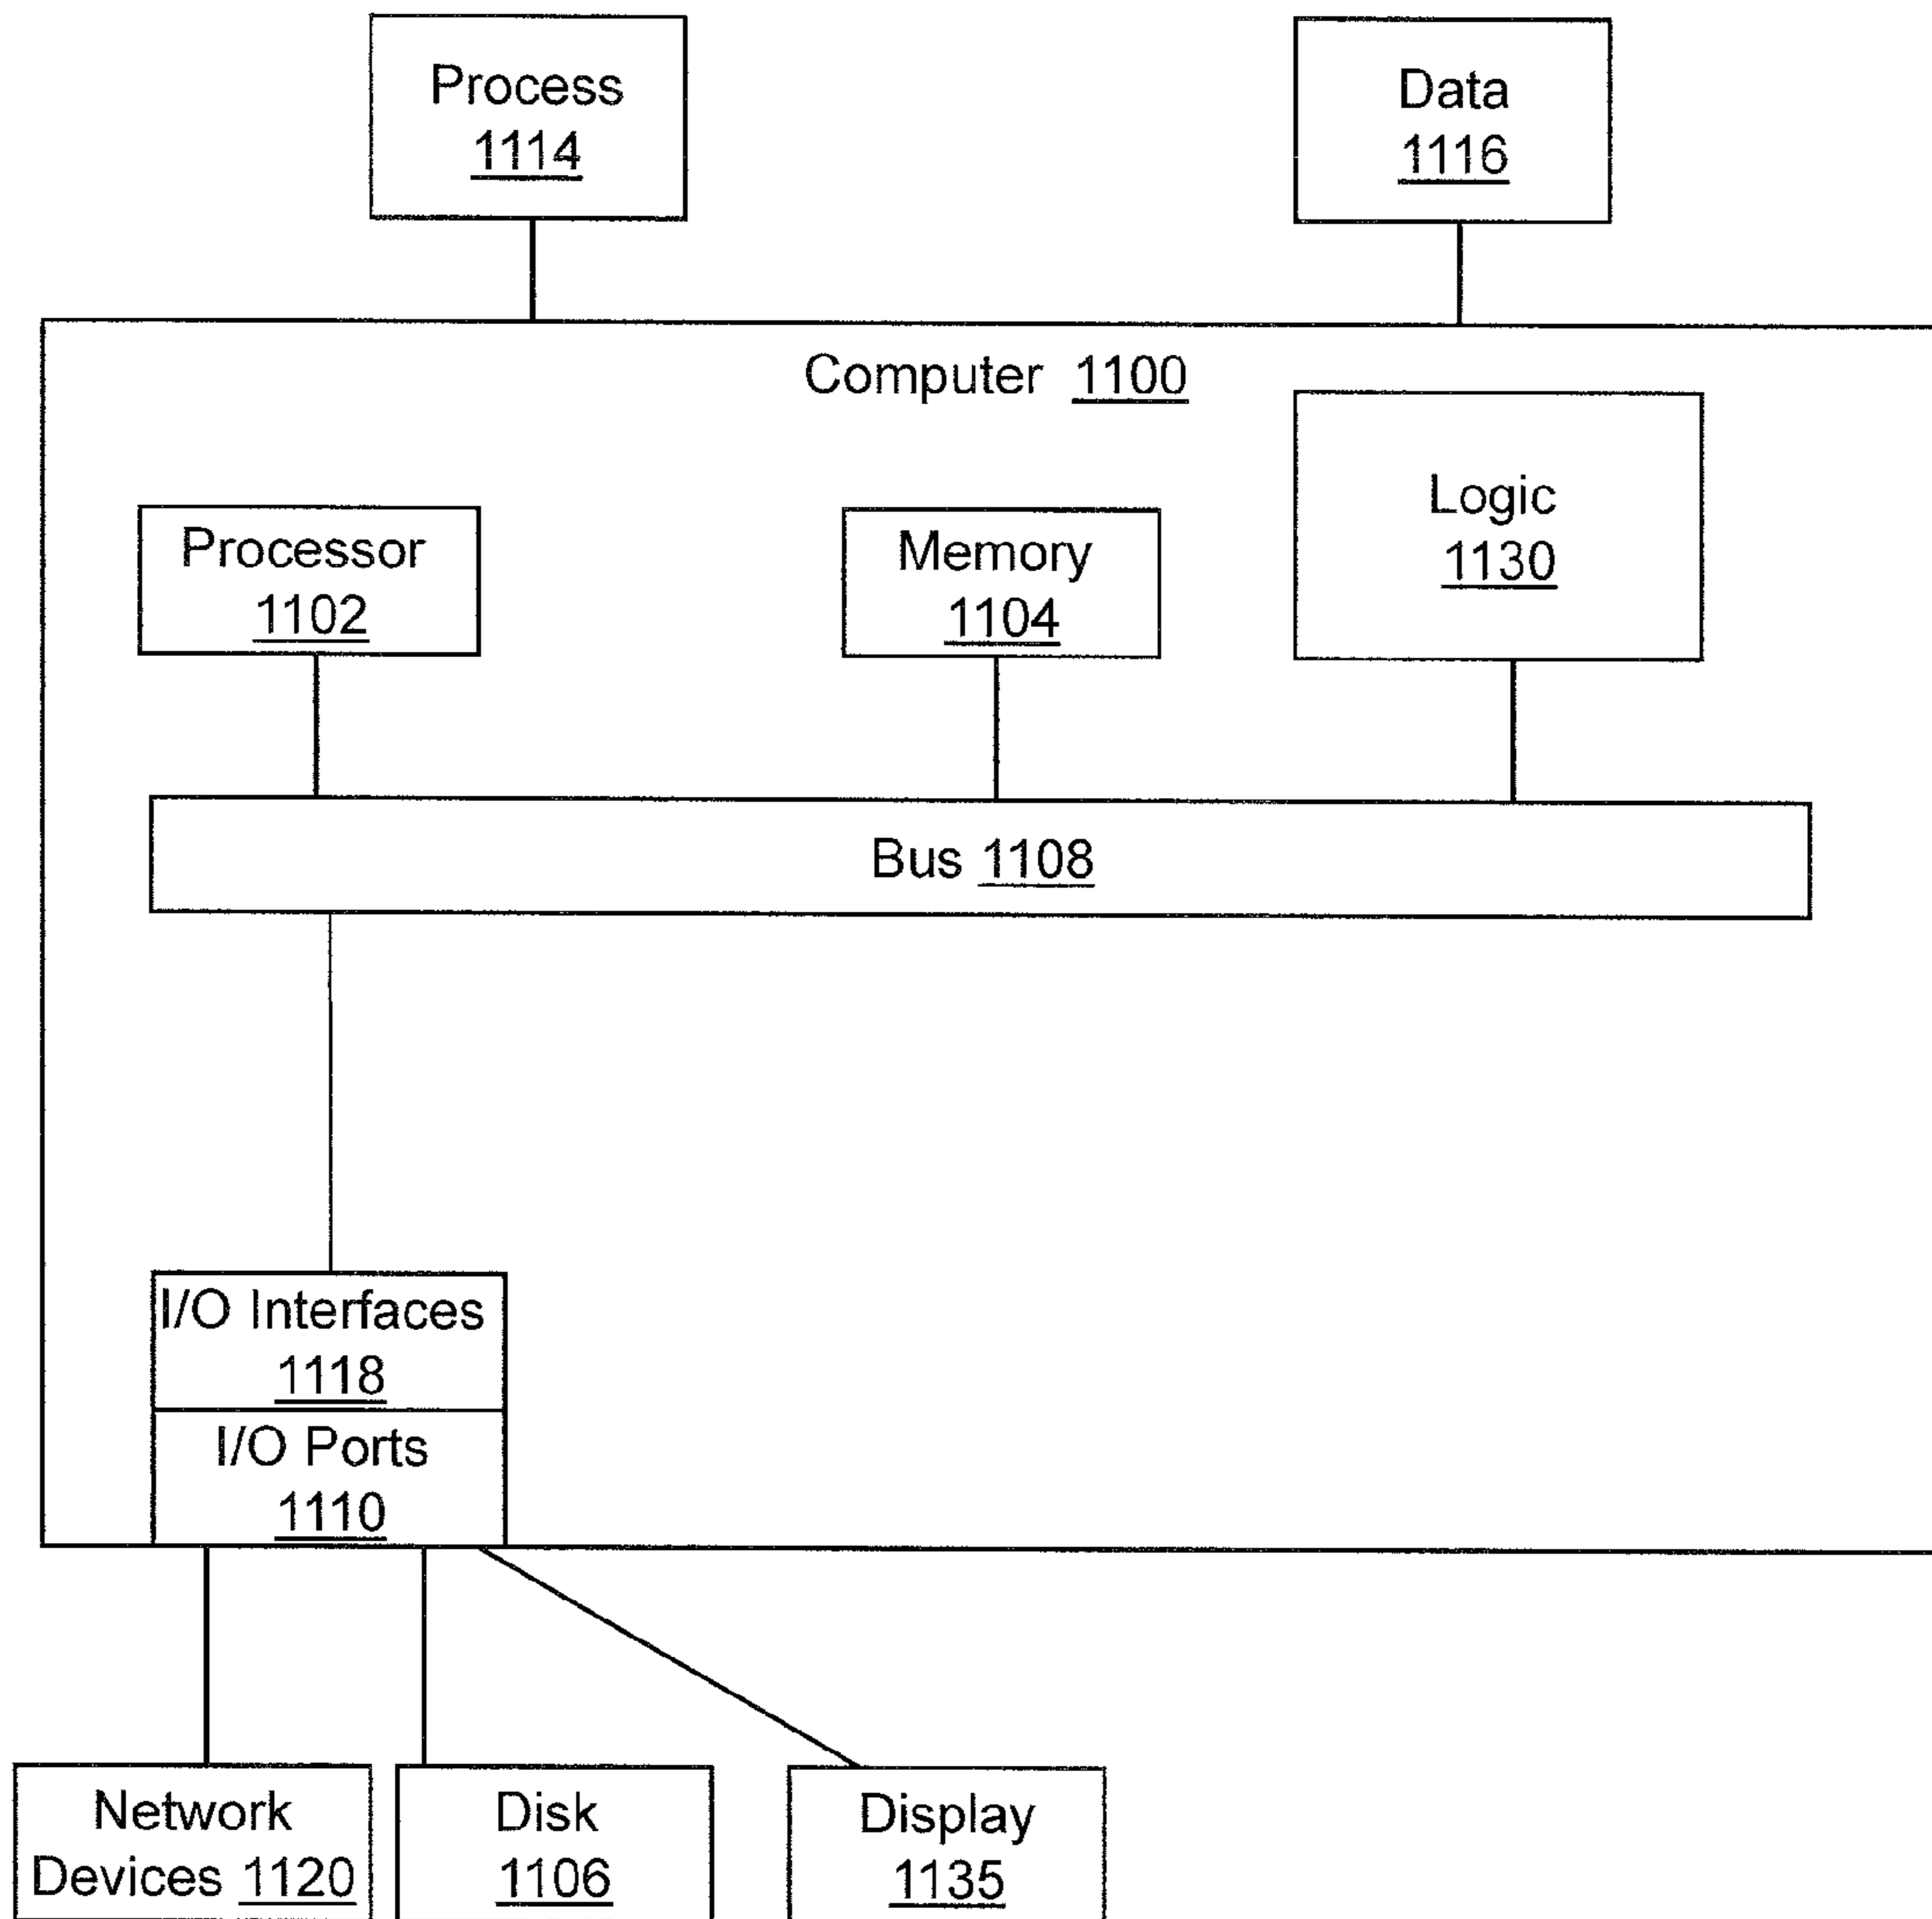 Process
1114
Data
1116
Computer 1100
Logic
1130
Processor
1102
Memory
1104
Bus 1108
I/O Interfaces
1118
I/O Ports
1110
Network
Devices 1120
Disk
1106
Display
1135